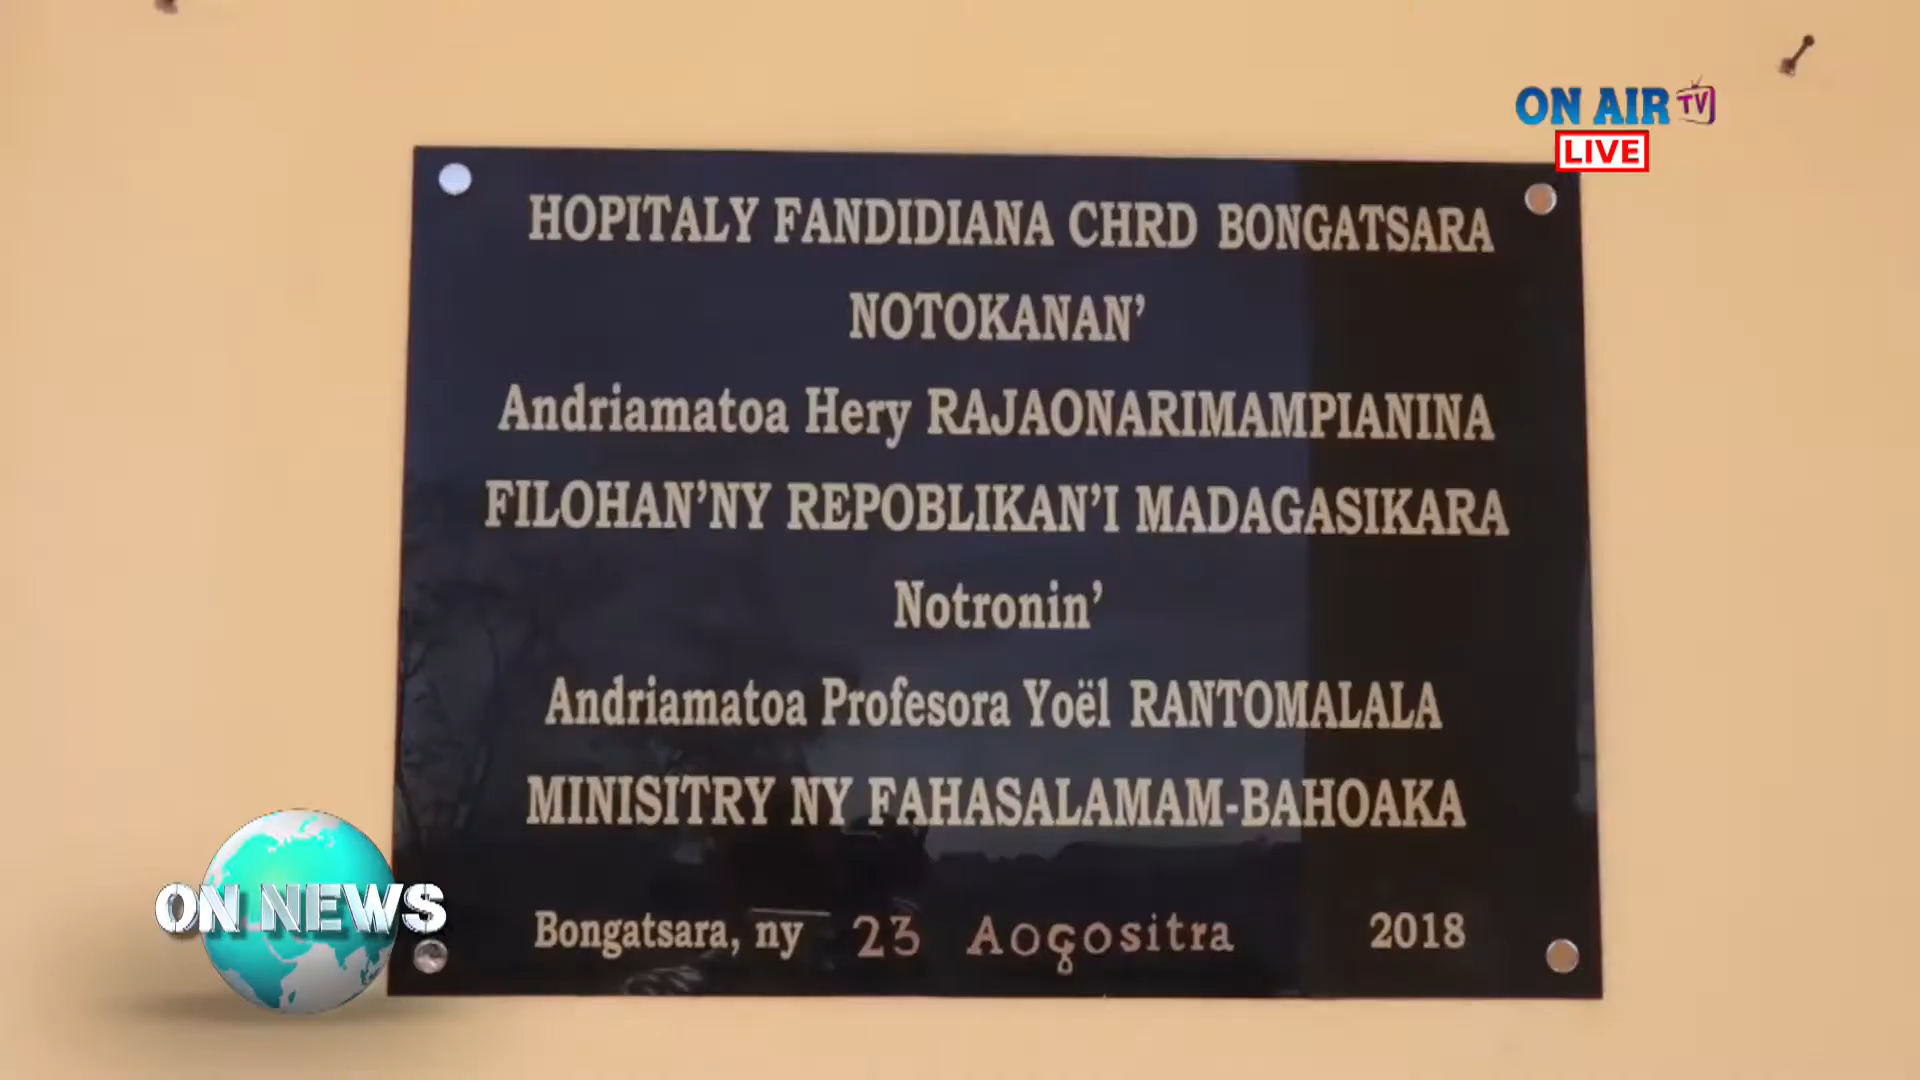 ON AIR TV
LIVE
HOPITALY FANDIDIANA CHRD BONGATSARA
NOTOKANAN’
Andriamatoa Hery RAJAONARIMAMPIANINA
FILOHAN’NY REPOBLIKAN’I MADAGASIKARA
Notronin’
Andriamatoa Profesora Yoël RANTOMALALA
MINISITRY NY FAHASALAMAM-BAHOAKA
Bongatsara, ny 23 Aogositra 2018
ON NEWS